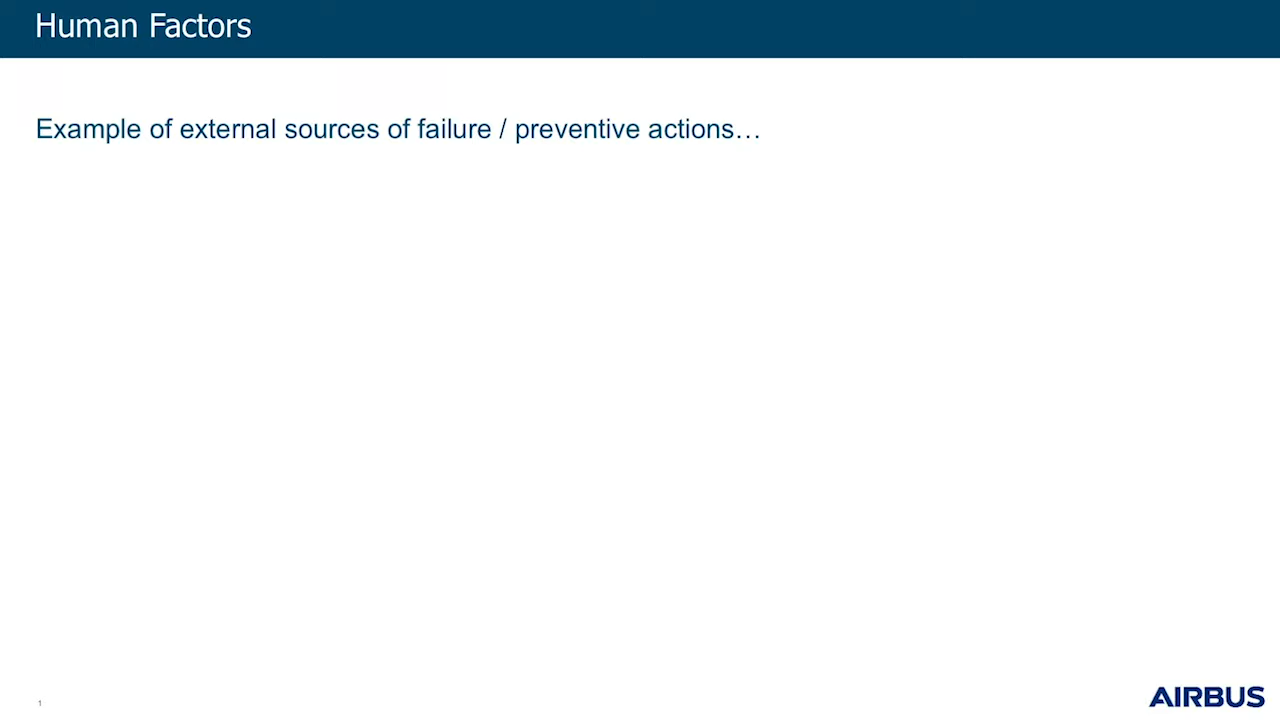 Human Factors
Example of external sources of failure / preventive actions…
1
AIRBUS